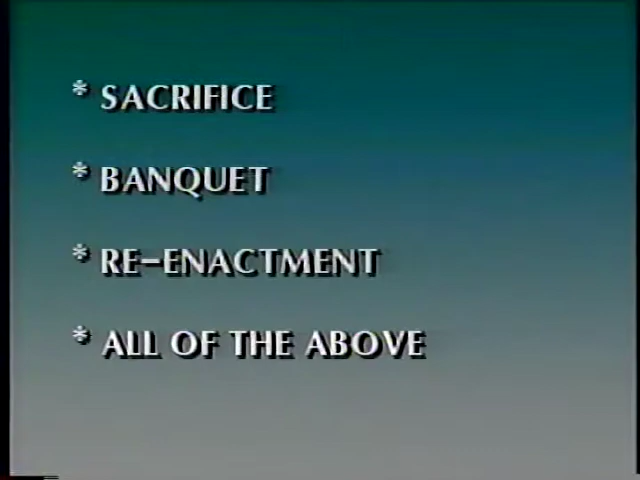 * SACRIFICE
* BANQUET
* RE-ENACTMENT
* ALL OF THE ABOVE